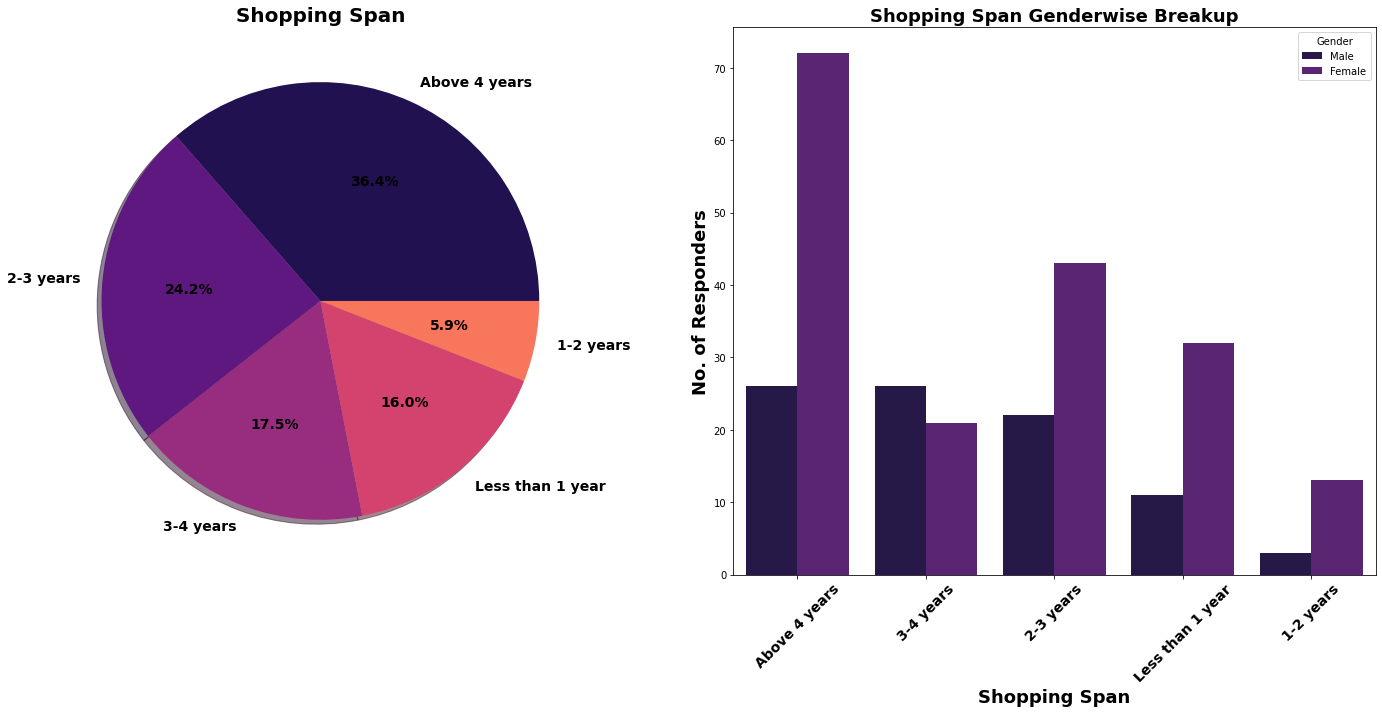 Shopping Span
Above 4 years
36.4%
2-3 years
24.2%
5.9%
1-2 years
16.0%
17.5%
Less than 1 year
3-4 years
Shopping Span Genderwise Breakup
Gender
Male
Female
No. of Responders
70
60
50
40
30
20
10
0
Above 4 years
3-4 years
2-3 years
Less than 1 year
1-2 years
Shopping Span